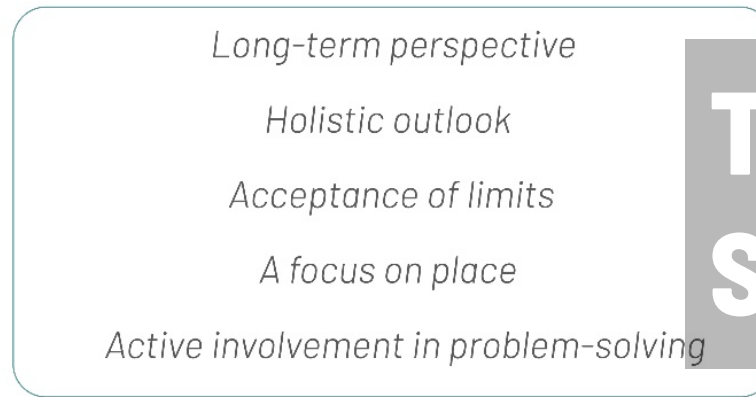 Long-term perspective
Holistic outlook
Acceptance of limits
A focus on place
Active involvement in problem-solving
T
S